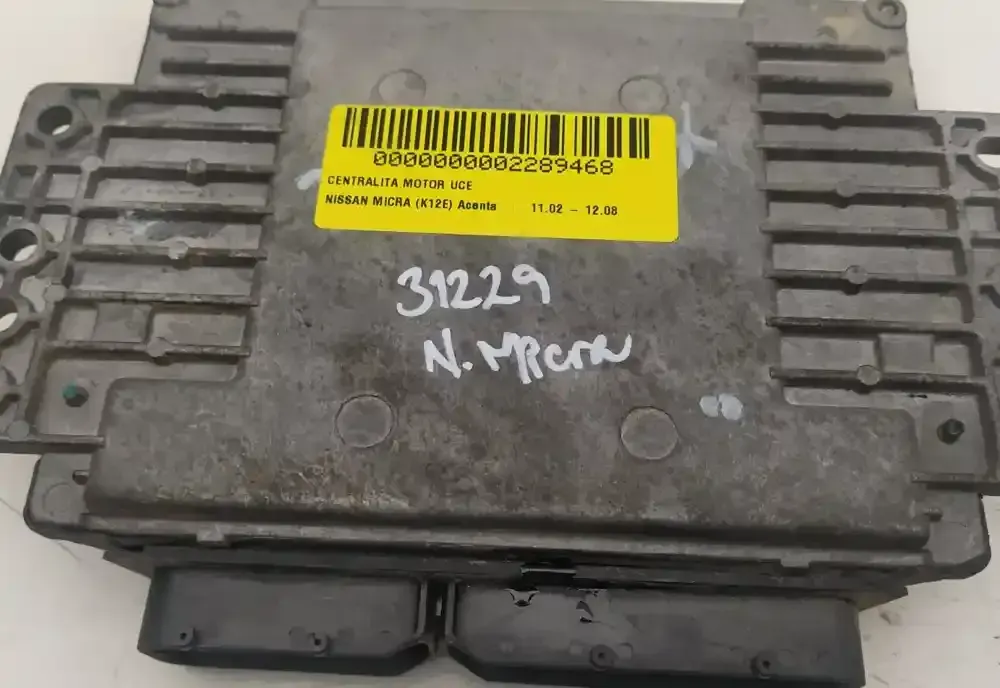 0000000002289468
CENTRALITA MOTOR UCE
NISSAN MICRA (K12E) Acenta 11.02 - 12.08
31229
N. Micra